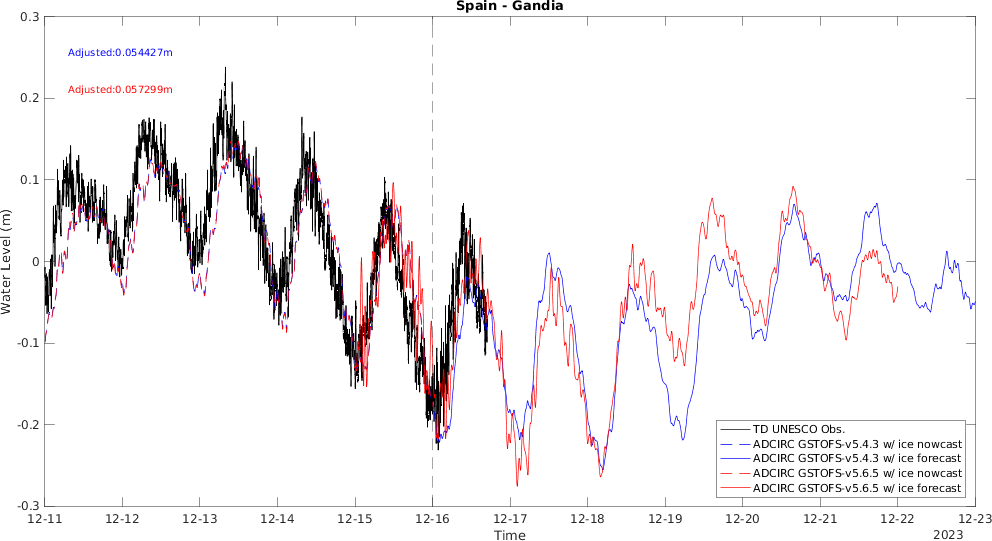 Spain - Gandia
0.3
Adjusted:0.054427m
Adjusted:0.057299m
0.2
0.1
0
-0.1
-0.2
-0.3
Water Level (m)
TD UNESCO Obs.
ADCIRC GSTOFS-v5.4.3 w/ ice nowcast
ADCIRC GSTOFS-v5.4.3 w/ ice forecast
ADCIRC GSTOFS-v5.6.5 w/ ice nowcast
ADCIRC GSTOFS-v5.6.5 w/ ice forecast
12-11 12-12 12-13 12-14 12-15 12-16 12-17 12-18 12-19 12-20 12-21 12-22 12-23
Time
2023